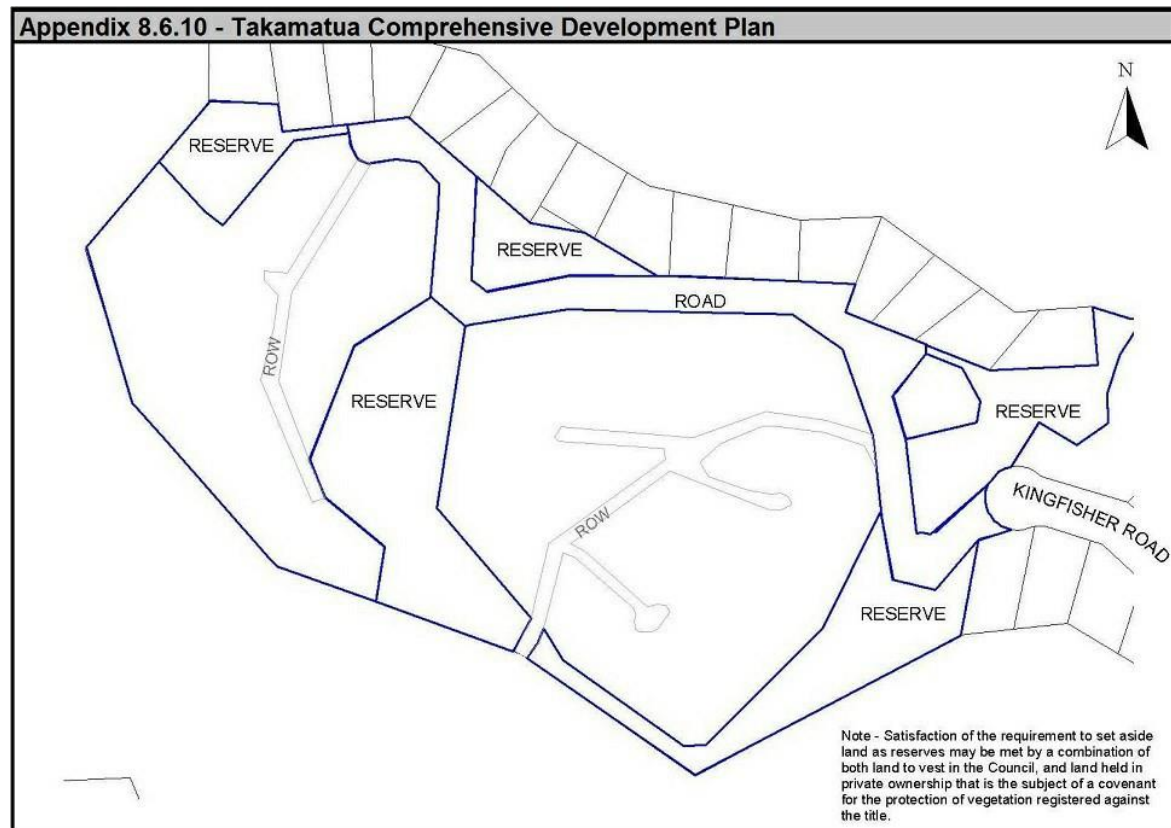 Appendix 8.6.10 - Takamatua Comprehensive Development Plan
N
RESERVE
RESERVE
ROAD
ROW
RESERVE
RESERVE
KINGFISHER ROAD
ROW
RESERVE
Note - Satisfaction of the requirement to set aside
land as reserves may be met by a combination of
both land to vest in the Council, and land held in
private ownership that is the subject of a covenant
for the protection of vegetation registered against
the title.